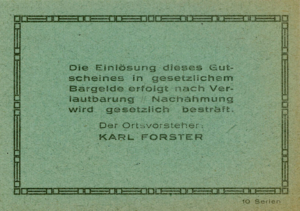 Die Einlösung dieses Gut-
scheines in gesetzlichem
Bargelde erfolgt nach Ver-
lautbarung Nachahmung
wird gesetzlich bestraft.
Der Ortsvorsteher:
KARL FORSTER
10 Serien